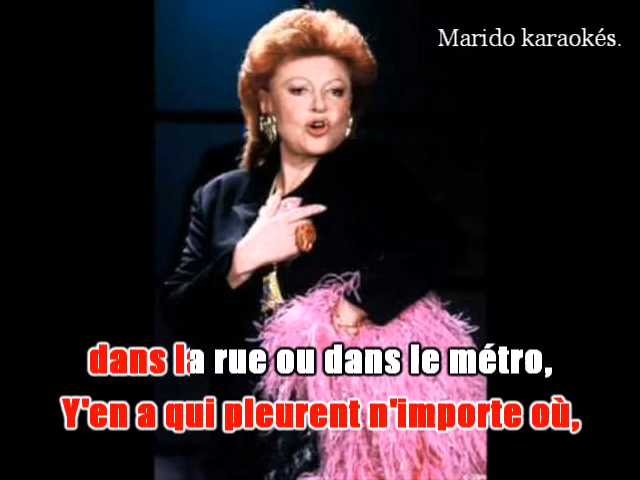 Marido karaokés.
dans la rue ou dans le métro,
Y'en a qui pleurent n'importe où,